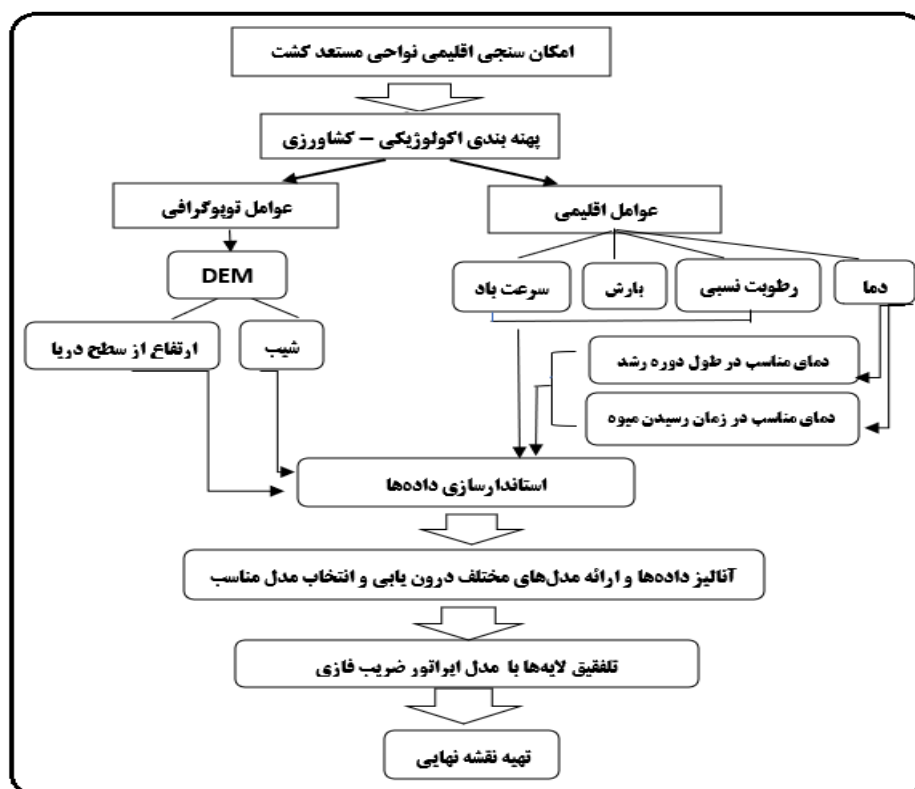 امکان سنجی اقلیمی نواحی مستعد کشت
پهنه بندی اکولوژیکی – کشاورزی
عوامل اقلیمی
عوامل توپوگرافی
دما
رطوبت نسبی
بارش
سرعت باد
DEM
شیب
ارتفاع از سطح دریا
دمای مناسب در طول دوره رشد
دمای مناسب در زمان رسیدن میوه
استاندارسازی داده‌ها
آنالیز داده‌ها و ارائه مدل‌های مختلف درون یابی و انتخاب مدل مناسب
تلفقیق لایه‌ها با مدل اپراتور ضریب فازی
تهیه نقشه نهایی